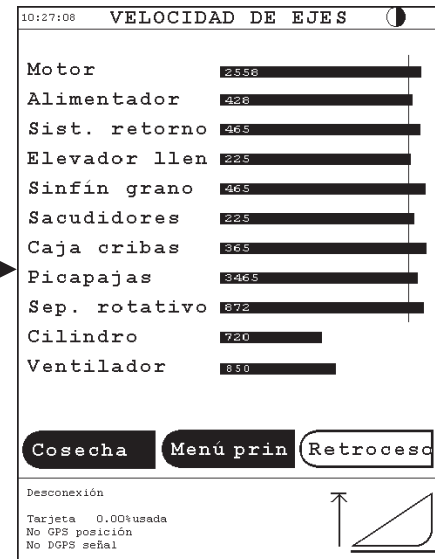 10:27:08 VELOCIDAD DE EJES
Motor 2558
Alimentador 428
Sist. retorno 465
Elevador llen 225
Sinfín grano 465
Sacudidores 225
Caja cribas 365
Picapajas 3465
Sep. rotativo 872
Cilindro 720
Ventilador 850
Cosecha Menú prin Retroceso
Desconexión
Tarjeta 0.00%usada
No GPS posición
No DGPS señal